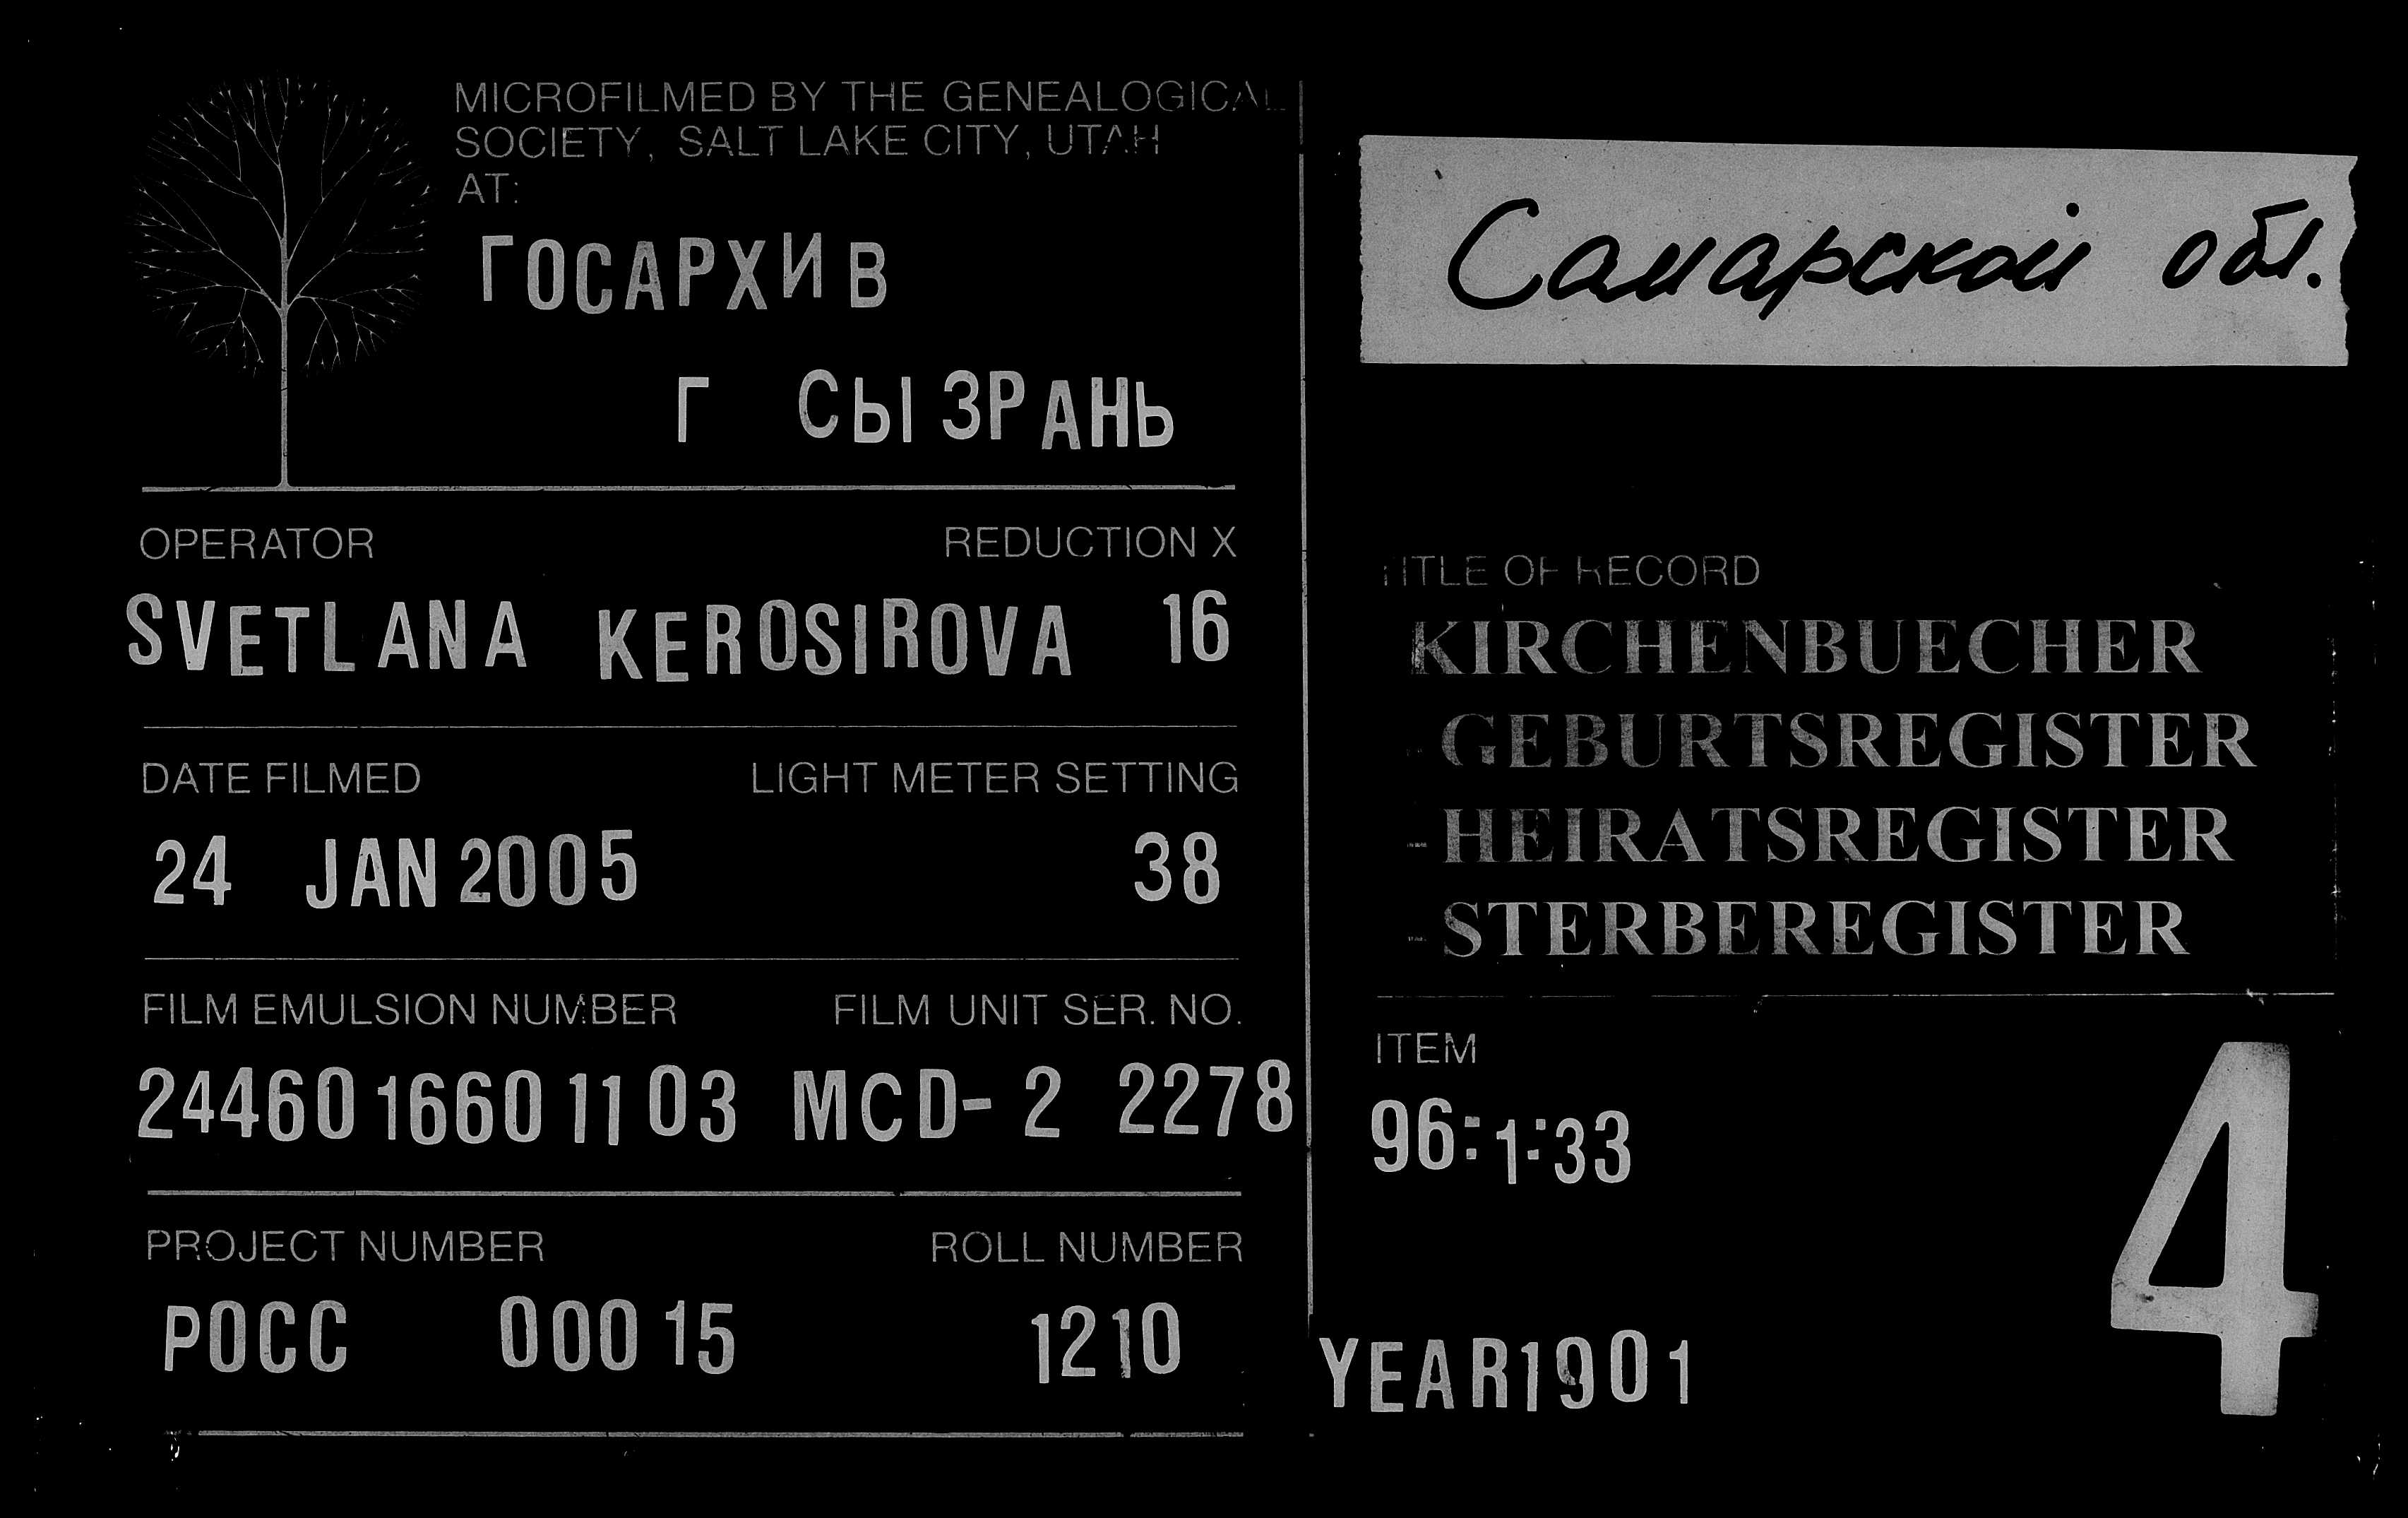 MICROFILMED BY THE GENEALOGICAL
SOCIETY, SALT LAKE CITY, UTAH
AT:
ГОСАРХИВ
Г СЫЗРАНЬ
OPERATOR REDUCTION X
SVETLANA KEROSIROVA 16
DATE FILMED LIGHT METER SETTING
24 JAN 2005 38
FILM EMULSION NUMBER FILM UNIT SER. NO.
24460 1660 11 03 MCD- 2 2278
PROJECT NUMBER ROLL NUMBER
РОСС 000 15 1210
Самарской обл.
TITLE OF RECORD
KIRCHENBUECHER
- GEBURTSREGISTER
- HEIRATSREGISTER
- STERBEREGISTER
ITEM
96:1:33
4
YEAR1901